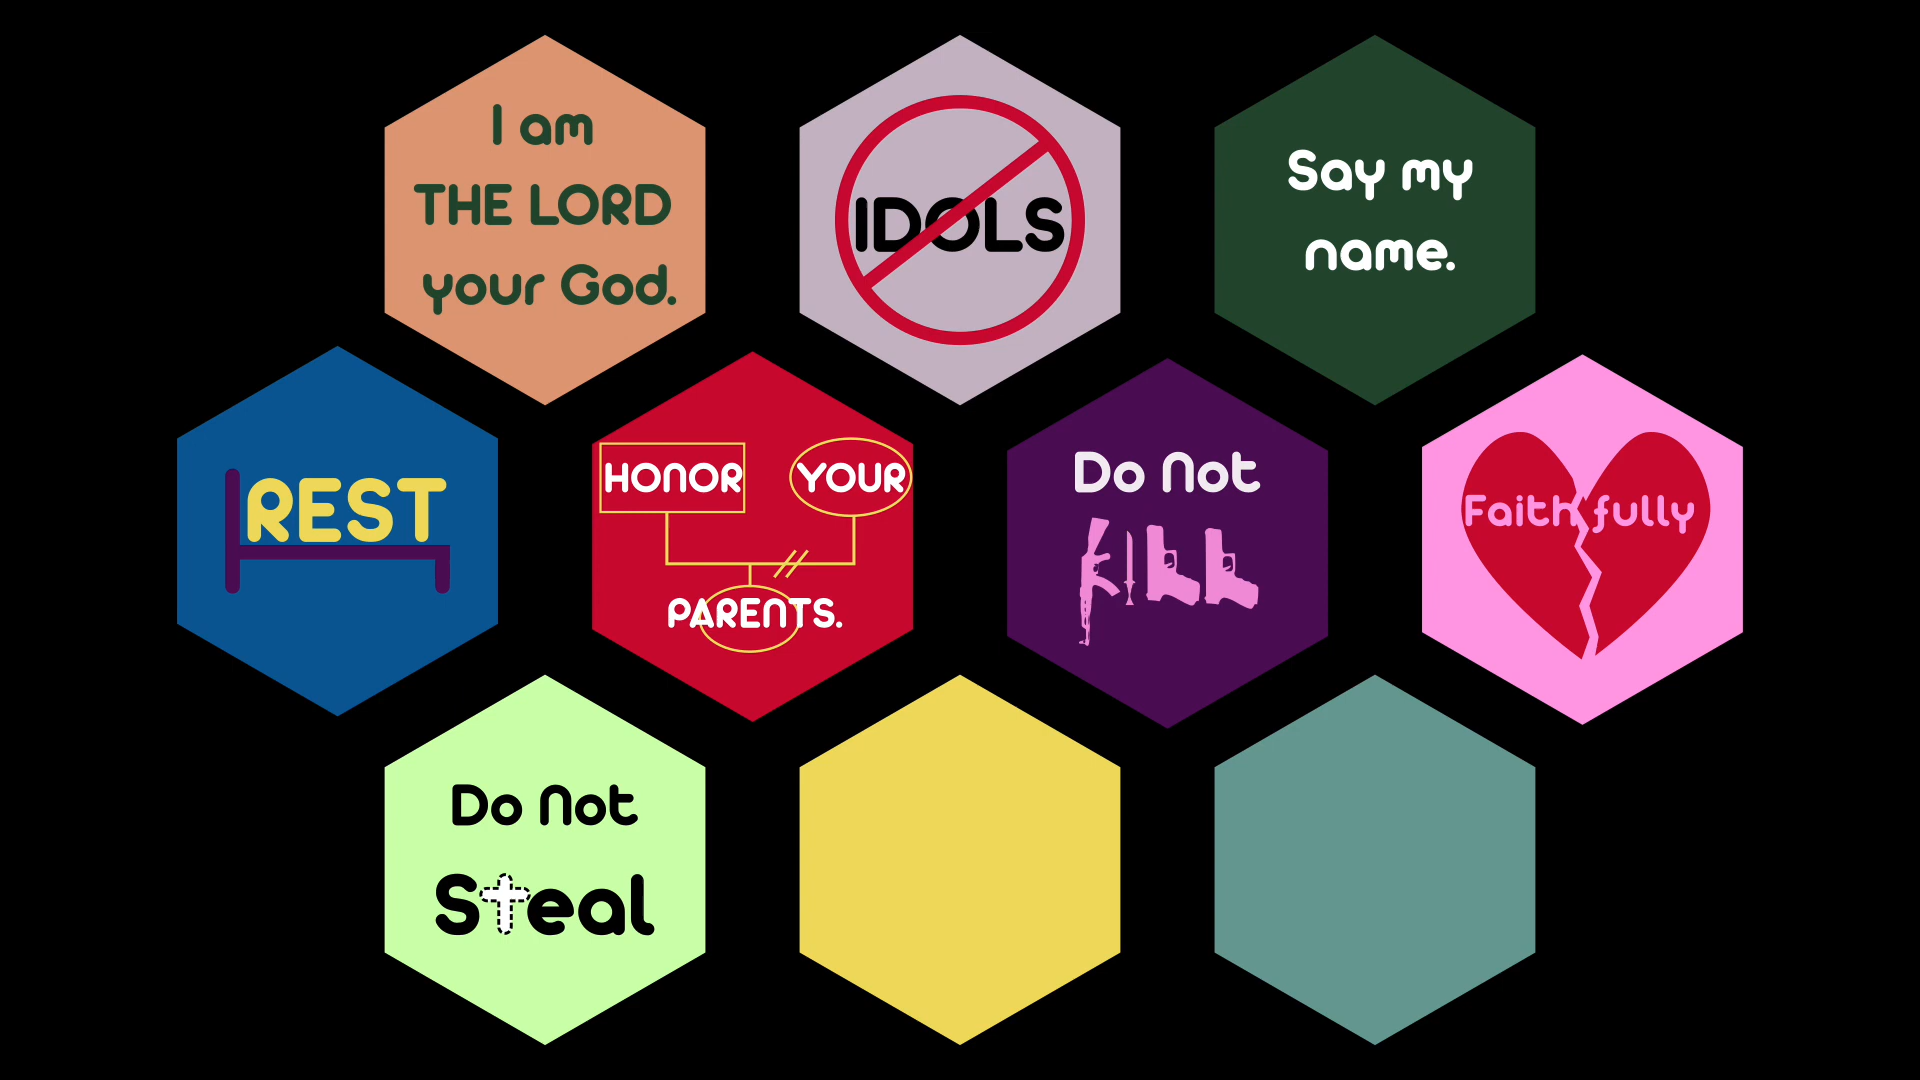 I am
THE LORD
your God.
IDOLS
Say my
name.
REST
HONOR YOUR
PARENTS.
Do Not
KILL
Faithfully
Do Not
Steal